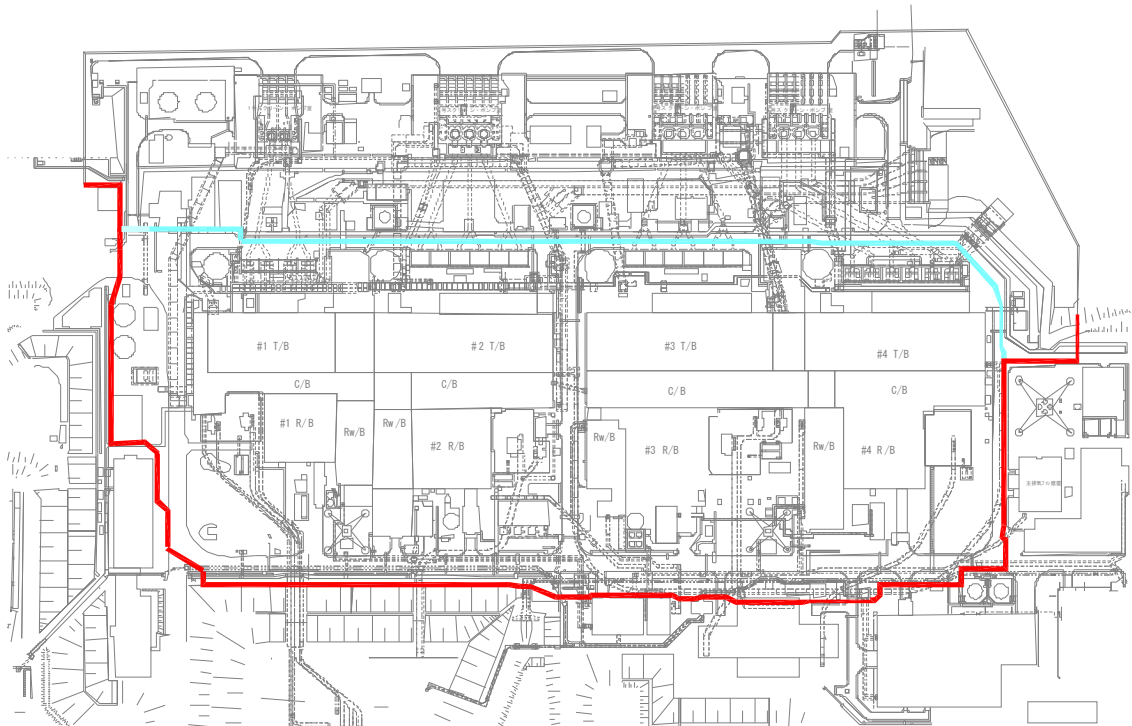 #1 T/B
#2 T/B
#3 T/B
#4 T/B
C/B
C/B
C/B
C/B
#1 R/B
Rw/B
Rw/B
#2 R/B
Rw/B
#3 R/B
Rw/B
#4 R/B